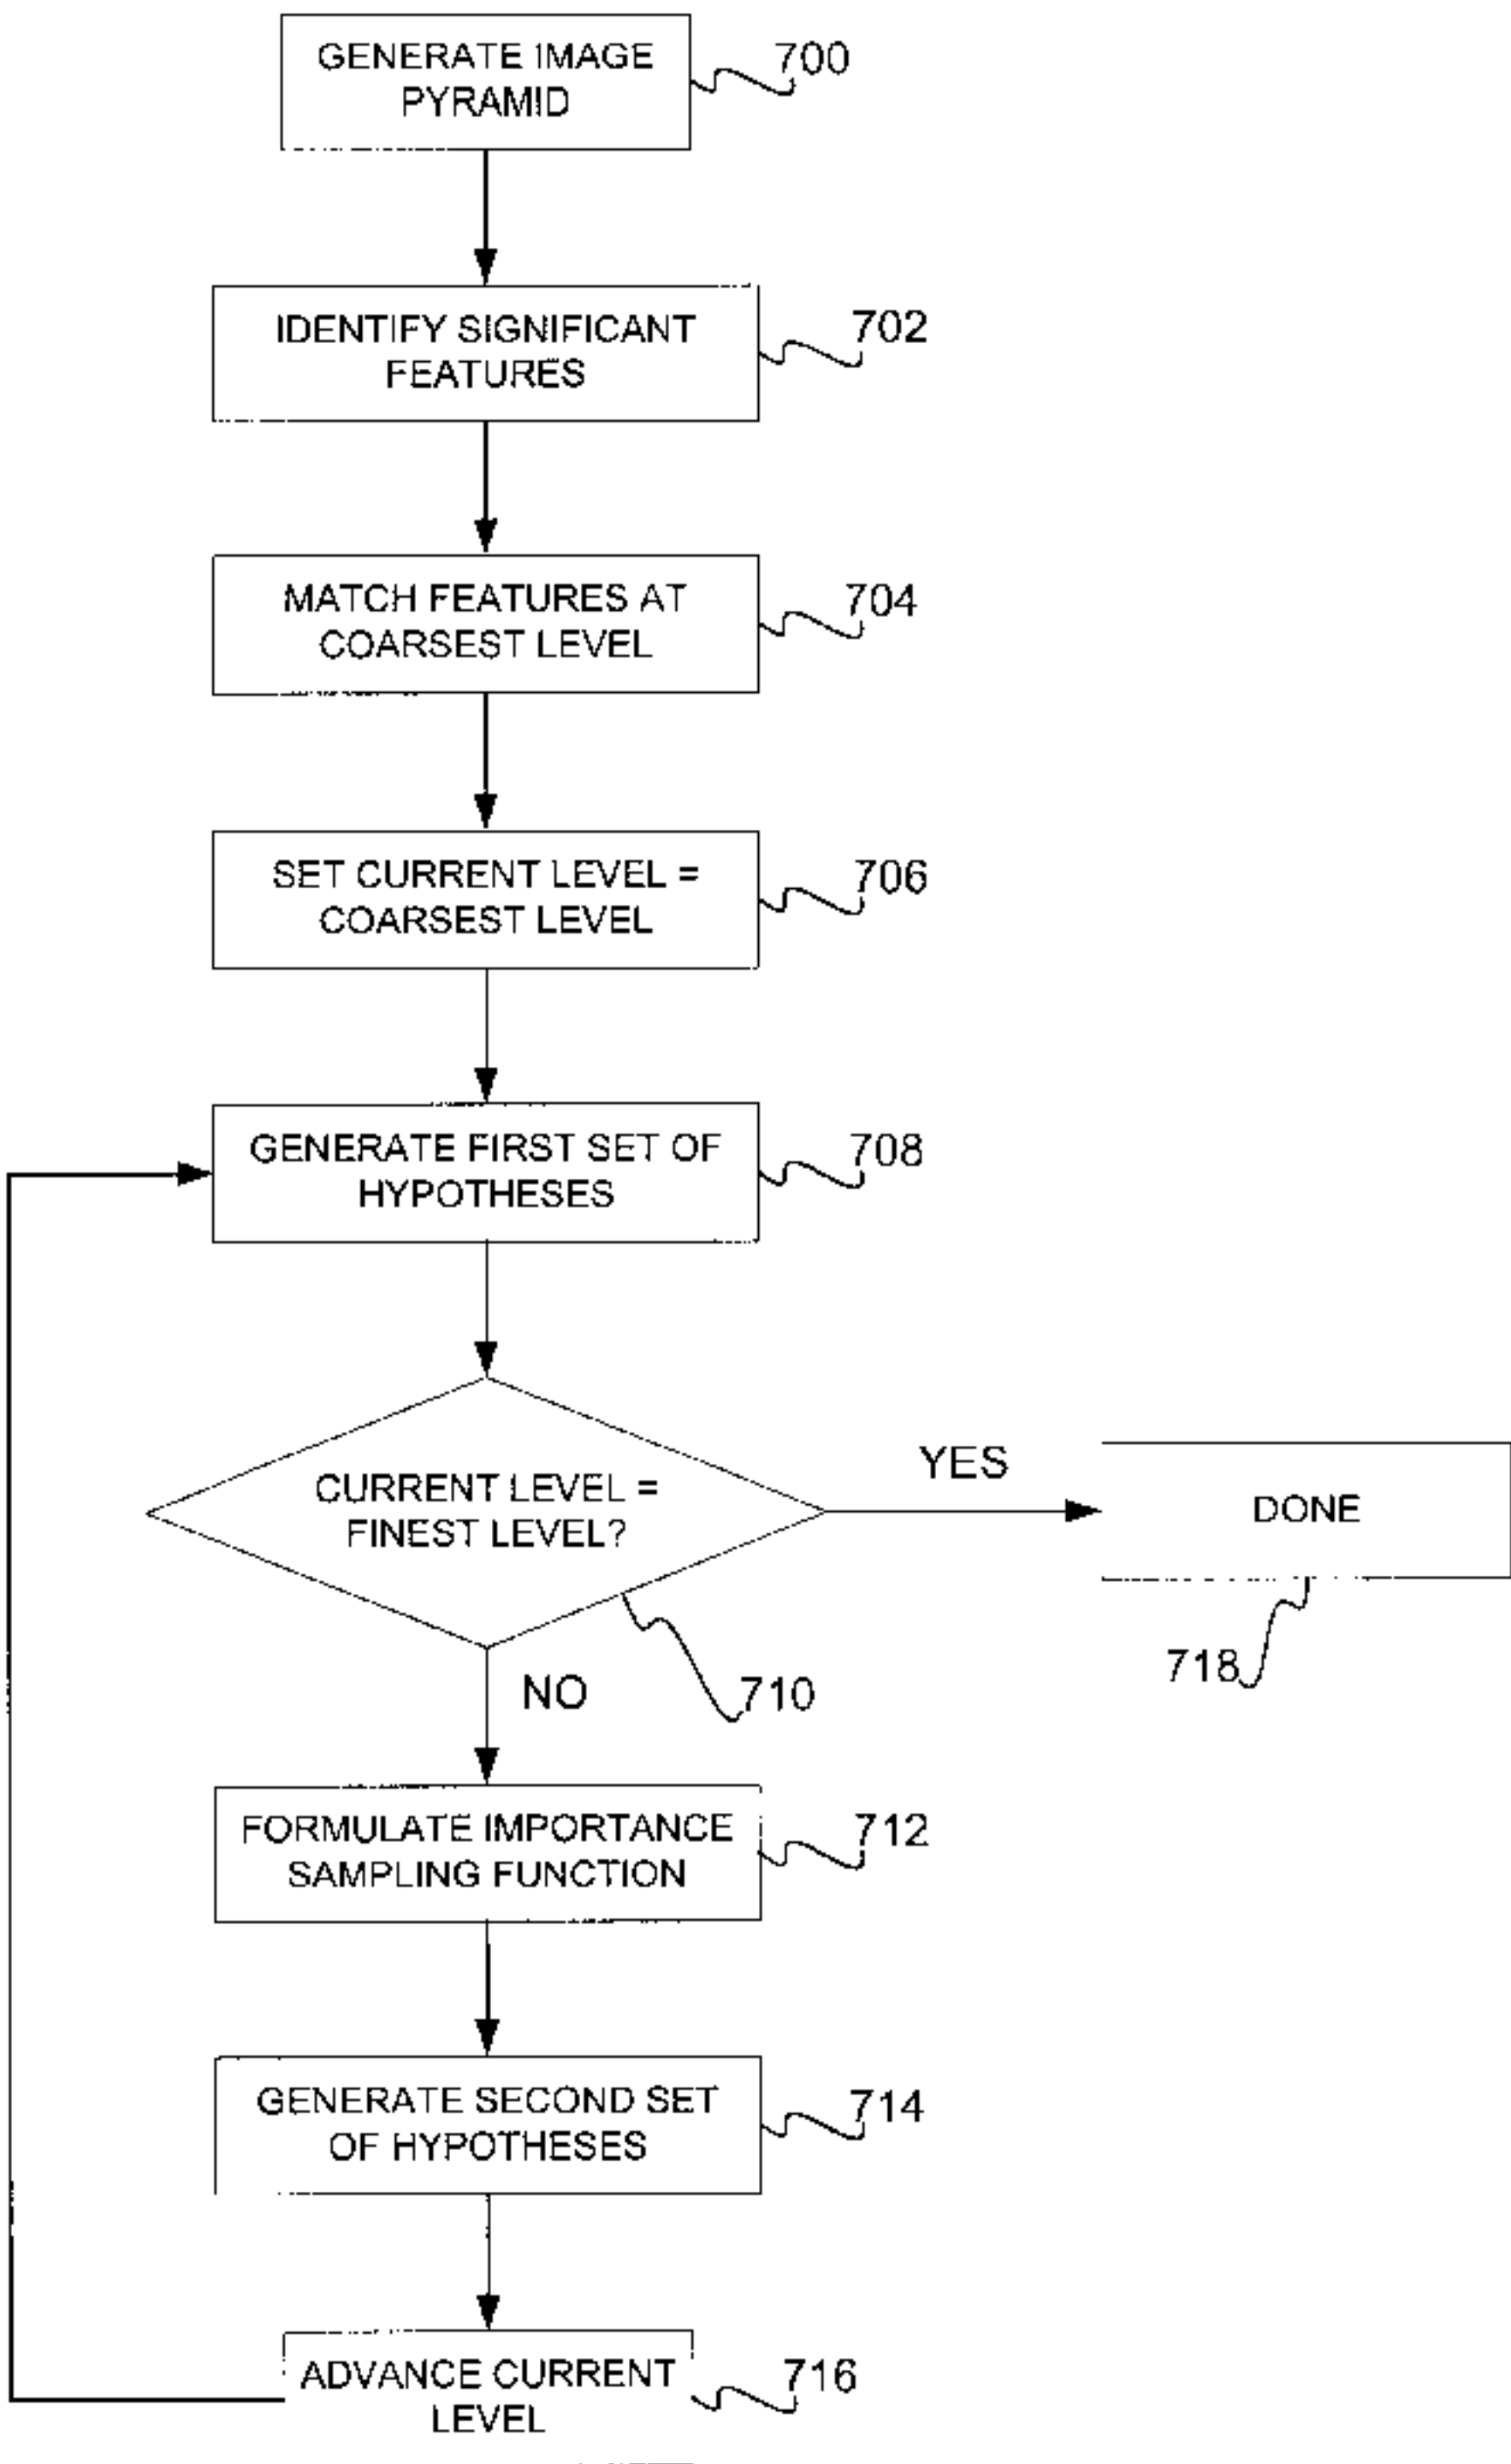 GENERATE IMAGE
PYRAMID
700
IDENTIFY SIGNIFICANT
FEATURES
702
MATCH FEATURES AT
COARSEST LEVEL
704
SET CURRENT LEVEL =
COARSEST LEVEL
706
GENERATE FIRST SET OF
HYPOTHESES
708
CURRENT LEVEL =
FINEST LEVEL?
YES
DONE
718
NO
710
FORMULATE IMPORTANCE
SAMPLING FUNCTION
712
GENERATE SECOND SET
OF HYPOTHESES
714
ADVANCE CURRENT
LEVEL
716